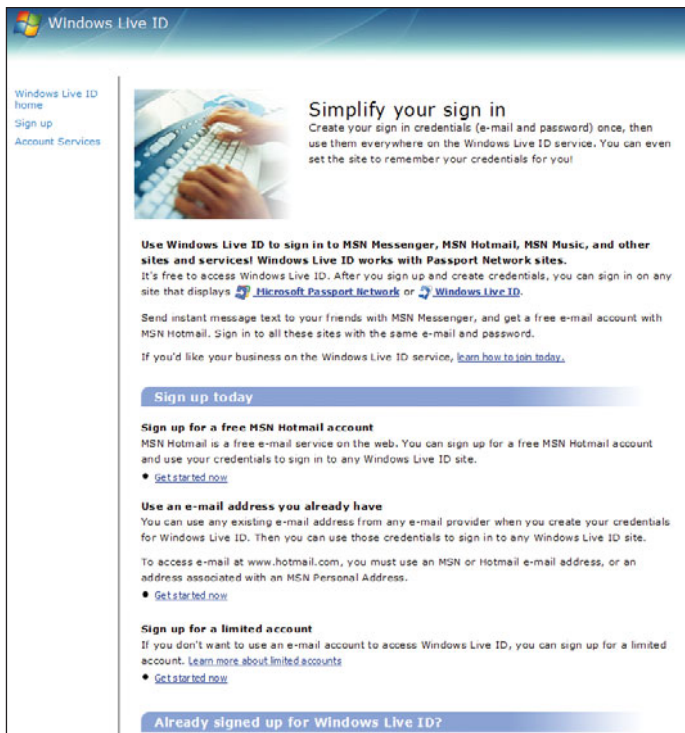 Windows Live ID
Windows Live ID
home
Sign up
Account Services
Simplify your sign in
Create your sign in credentials (e-mail and password) once, then
use them everywhere on the Windows Live ID service. You can even
set the site to remember your credentials for you!
Use Windows Live ID to sign in to MSN Messenger, MSN Hotmail, MSN Music, and other
sites and services! Windows Live ID works with Passport Network sites.
It's free to access Windows Live ID. After you sign up and create credentials, you can sign in on any
site that displays Microsoft Passport Network or Windows Live ID.
Send instant message text to your friends with MSN Messenger, and get a free e-mail account with
MSN Hotmail. Sign in to all these sites with the same e-mail and password.
If you'd like your business on the Windows Live ID service, learn how to join today.
Sign up today
Sign up for a free MSN Hotmail account
MSN Hotmail is a free e-mail service on the web. You can sign up for a free MSN Hotmail account
and use your credentials to sign in to any Windows Live ID site.
• Get started now
Use an e-mail address you already have
You can use any existing e-mail address from any e-mail provider when you create your credentials
for Windows Live ID. Then you can use those credentials to sign in to any Windows Live ID site.
To access e-mail at www.hotmail.com, you must use an MSN or Hotmail e-mail address, or an
address associated with an MSN Personal Address.
• Get started now
Sign up for a limited account
If you don't want to use an e-mail account to access Windows Live ID, you can sign up for a limited
account. Learn more about limited accounts
• Get started now
Already signed up for Windows Live ID?